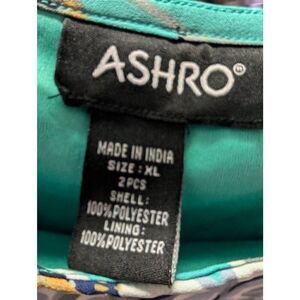 ASHRO®
MADE IN INDIA
SIZE: XL
2PCS
SHELL:
100%POLYESTER
LINING:
100%POLYESTER